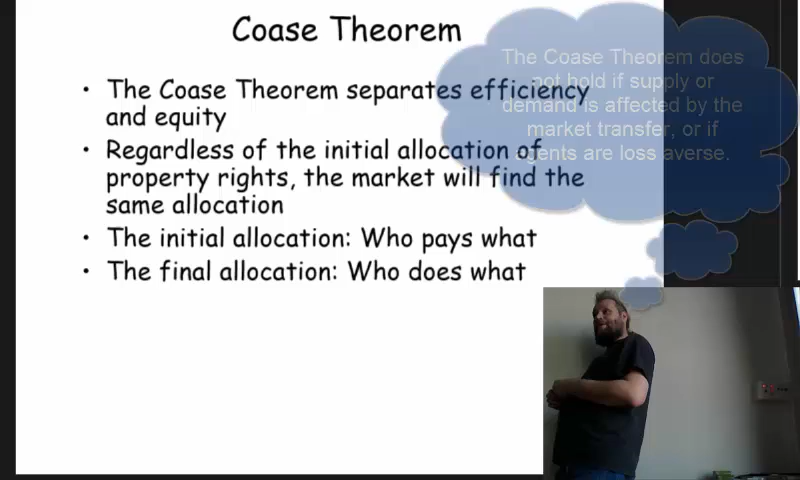 Coase Theorem
• The Coase Theorem separates efficiency
and equity
• Regardless of the initial allocation of
property rights, the market will find the
same allocation
• The initial allocation: Who pays what
• The final allocation: Who does what
The Coase Theorem does
not hold if supply or
demand is affected by the
market transfer, or if
agents are loss averse.